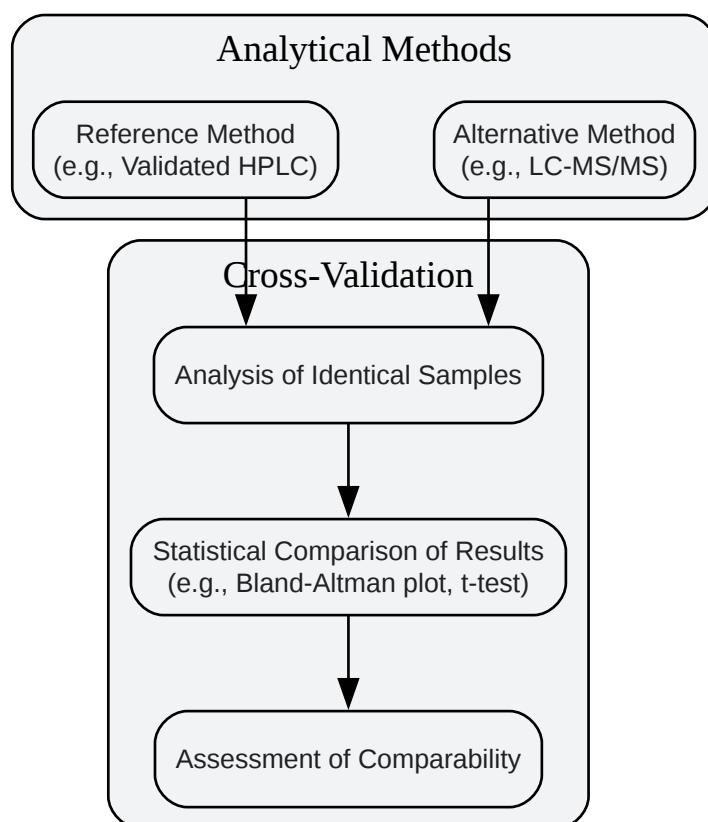 Analytical Methods
Reference Method
(e.g., Validated HPLC)
Alternative Method
(e.g., LC-MS/MS)
Cross-Validation
Analysis of Identical Samples
Statistical Comparison of Results
(e.g., Bland-Altman plot, t-test)
Assessment of Comparability